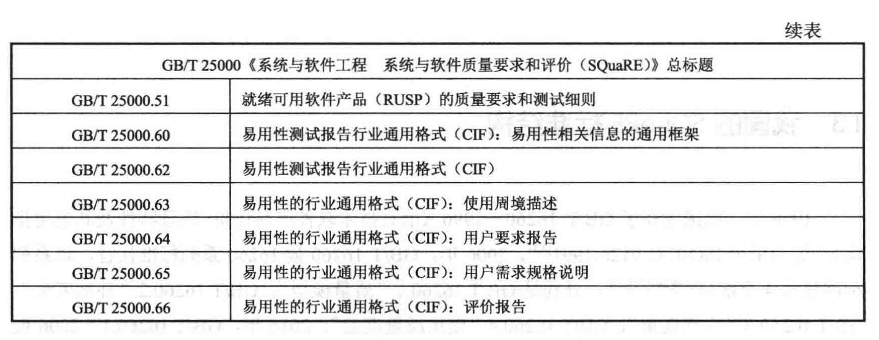 续表
GB/T 25000《系统与软件工程 系统与软件质量要求和评价（SQuaRE）》总标题
GB/T 25000.51 就绪可用软件产品（RUSP）的质量要求和测试细则
GB/T 25000.60 易用性测试报告行业通用格式（CIF）：易用性相关信息的通用框架
GB/T 25000.62 易用性测试报告行业通用格式（CIF）
GB/T 25000.63 易用性的行业通用格式（CIF）：使用周境描述
GB/T 25000.64 易用性的行业通用格式（CIF）：用户要求报告
GB/T 25000.65 易用性的行业通用格式（CIF）：用户需求规格说明
GB/T 25000.66 易用性的行业通用格式（CIF）：评价报告